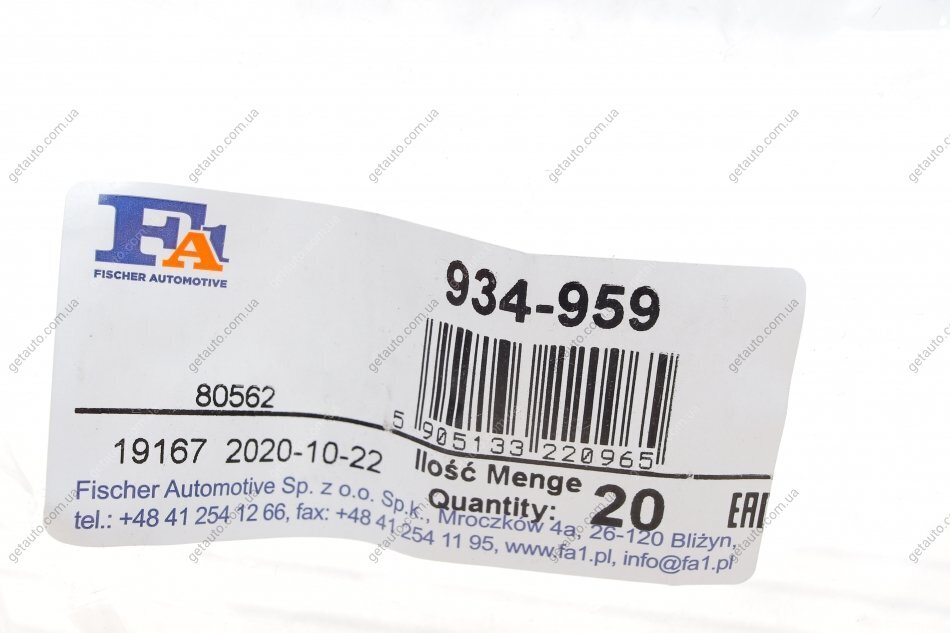 FA1
FISCHER AUTOMOTIVE
934-959
80562
5 905133 220965
19167 2020-10-22
Ilość Menge
Quantity: 20
EAC
Fischer Automotive Sp. z o.o. Sp.k., Mroczków 4a, 26-120 Bliżyn,
tel.: +48 41 254 12 66, fax: +48 41 254 11 95, www.fa1.pl, info@fa1.pl
getauto.com.ua